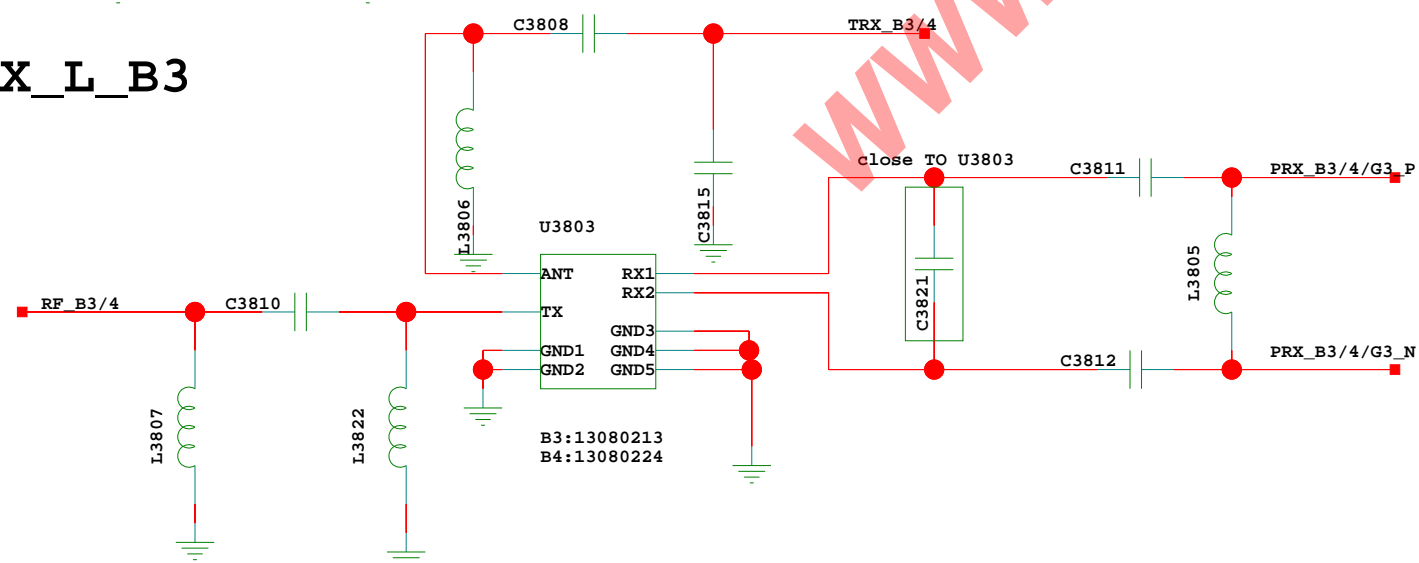 C3808
TRX_B3/4
X_L_B3
WWW.
L3806
C3815
close TO U3803
C3811
PRX_B3/4/G3_P
U3803
ANT
RX1
RX2
L3805
RF_B3/4
C3810
TX
C3821
GND3
GND1
GND4
GND2
GND5
C3812
PRX_B3/4/G3_N
L3807
L3822
B3:13080213
B4:13080224